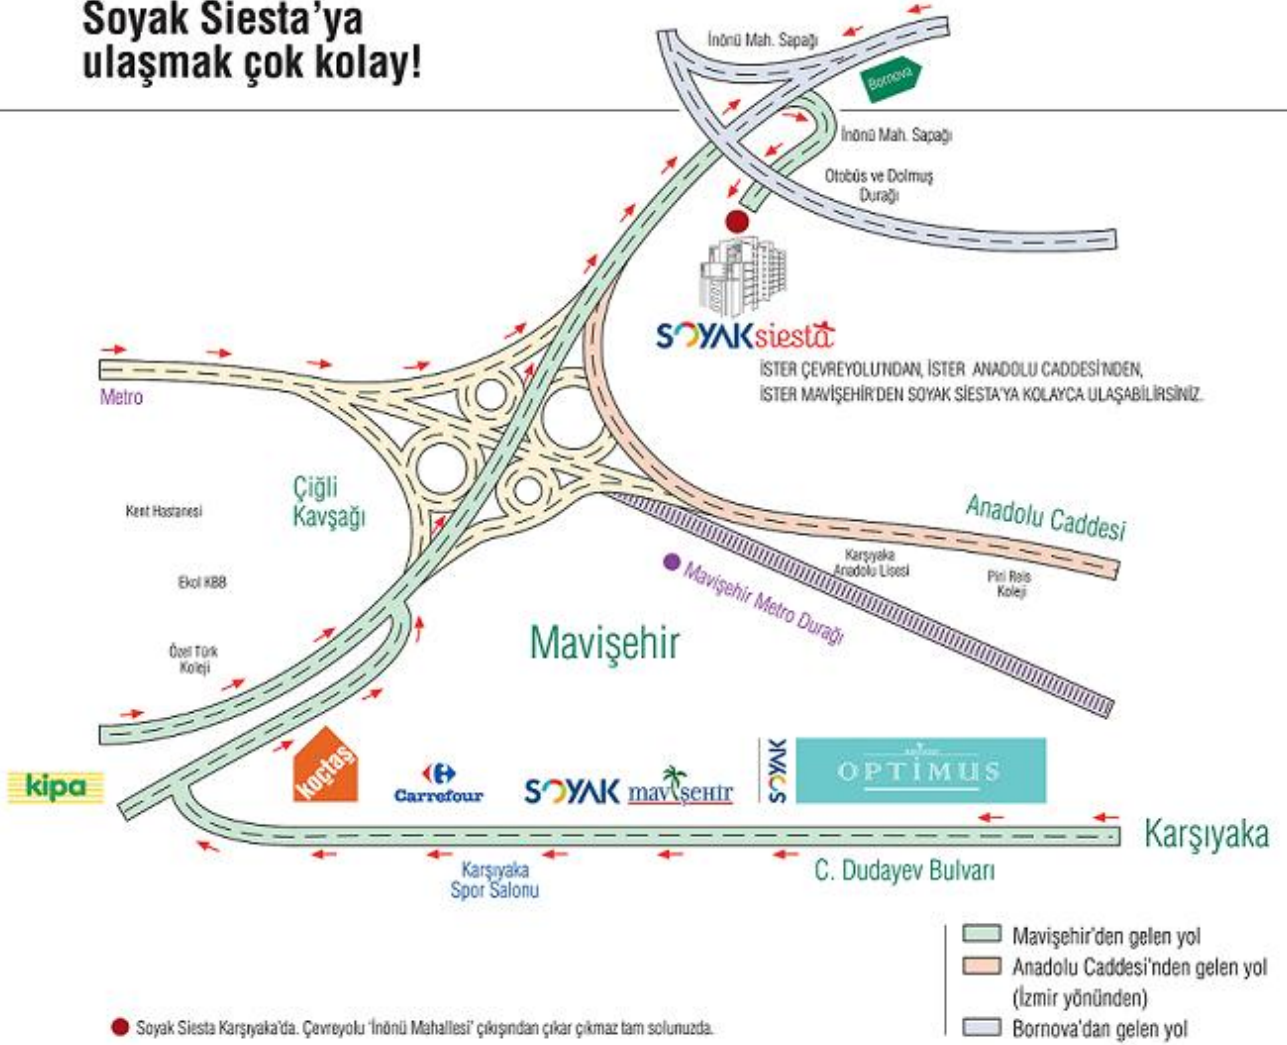 Soyak Siesta'ya
ulaşmak çok kolay!
İnönü Mah. Sapağı
Bornova
İnönü Mah. Sapağı
Otobüs ve Dolmuş
Durağı
SOYAKsiesta
İSTER ÇEVREYOLU'NDAN, İSTER ANADOLU CADDESİ'NDEN,
İSTER MAVİŞEHİR'DEN SOYAK SİESTA'YA KOLAYCA ULAŞABİLİRSİNİZ.
Metro
Çiğli
Kavşağı
Kent Hastanesi
Anadolu Caddesi
Karşıyaka
Anadolu Lisesi
Piri Reis
Koleji
Ekol KBB
Mavişehir Metro Durağı
Mavişehir
Özel Türk
Koleji
kipa
koçtaş
Carrefour
SOYAK mavişehir
SOYAK
OPTİMUS
Karşıyaka
Karşıyaka
Spor Salonu
C. Dudayev Bulvarı
Mavişehir'den gelen yol
Anadolu Caddesi'nden gelen yol
(İzmir yönünden)
Bornova'dan gelen yol
Soyak Siesta Karşıyaka'da. Çevreyolu 'İnönü Mahallesi' çıkışından çıkar çıkmaz tam solunuzda.